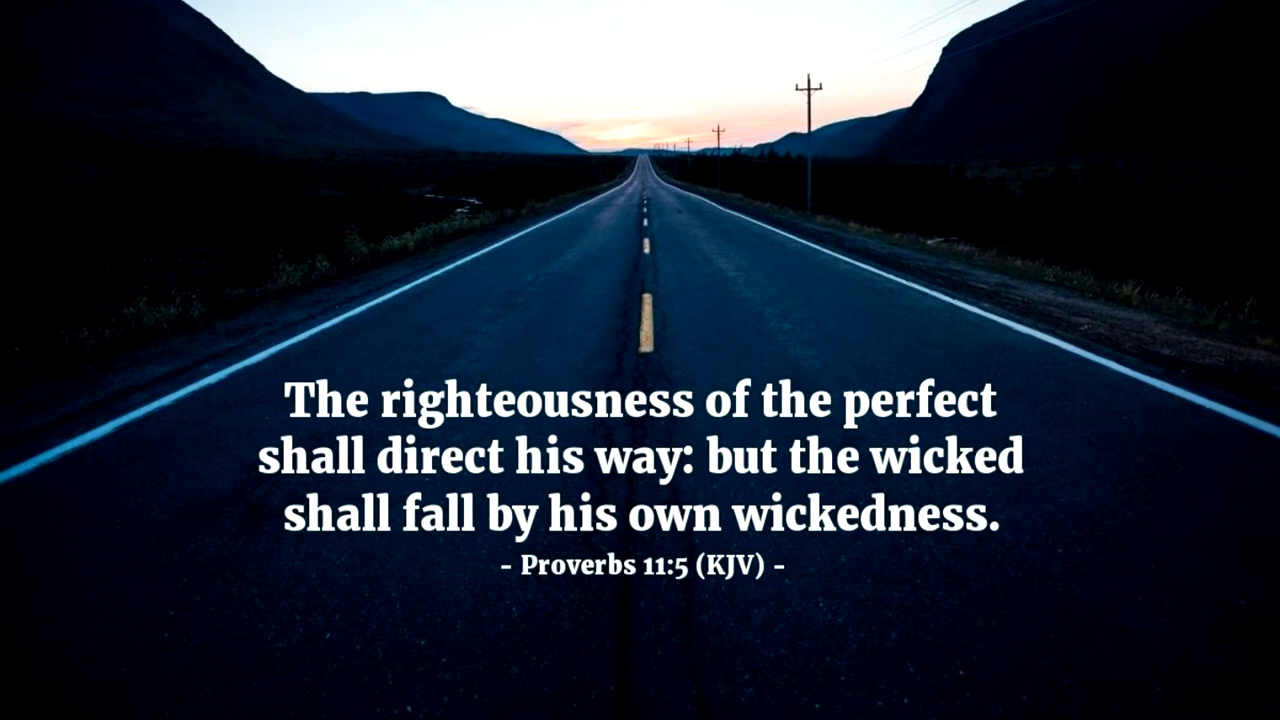 The righteousness of the perfect
shall direct his way: but the wicked
shall fall by his own wickedness.
- Proverbs 11:5 (KJV) -